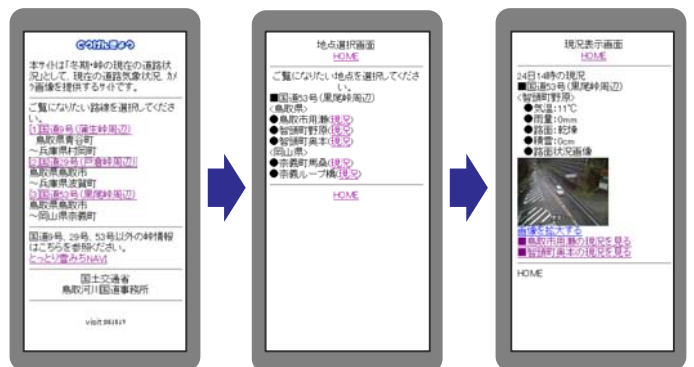 とうげんきょう
本サイトは「冬期・峠の現在の道路状
況」として、現在の道路気象状況、カメ
ラ画像を提供するサイトです。
ご覧になりたい路線を選択してくださ
い。
[1]国道9号(蒲生峠周辺)
鳥取県青谷町
～兵庫県村岡町
[2]国道29号(戸倉峠周辺)
鳥取県鳥取市
～兵庫県波賀町
[3]国道53号(黒尾峠周辺)
鳥取県鳥取市
～岡山県奈義町
国道9号、29号、53号以外の峠情報
はこちらを参照ください。
とっとり雪みちNAVI
国土交通省
鳥取河川国道事務所
visit:
地点選択画面
HOME
ご覧になりたい地点を選択してくださ
い。
■国道53号(黒尾峠周辺)
<鳥取県>
●鳥取市用瀬(現況)
●智頭町野原(現況)
●智頭町奥本(現況)
<岡山県>
●奈義町馬桑(現況)
●奈義ループ橋(現況)
HOME
現況表示画面
HOME
24日14時の現況
■国道53号(黒尾峠周辺)
<智頭町野原>
●気温:11℃
●雨量:0mm
●路面:乾燥
●積雪:0cm
●路面状況画像
画像を拡大する
■鳥取市用瀬の現況を見る
■智頭町奥本の現況を見る
HOME